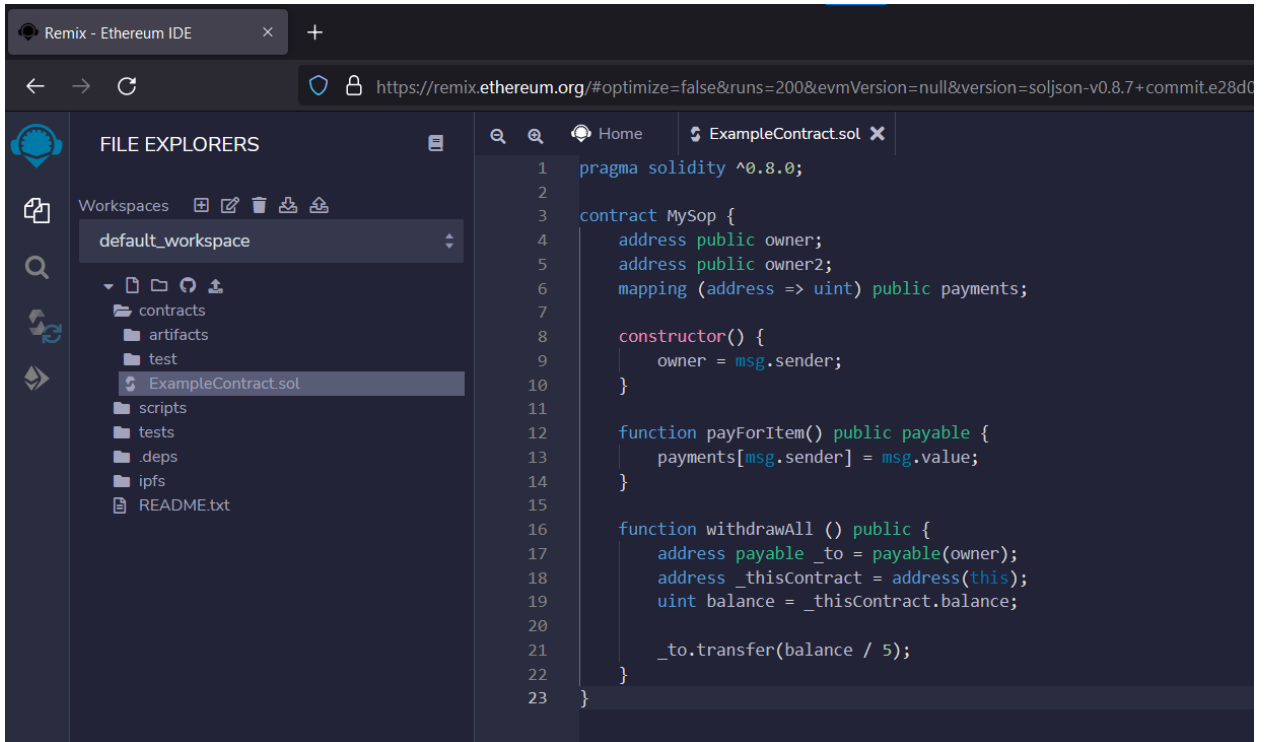 Remix - Ethereum IDE
https://remix.ethereum.org/#optimize=false&runs=200&evmVersion=null&version=soljson-v0.8.7+commit.e28d0
FILE EXPLORERS
Workspaces
default_workspace
contracts
artifacts
test
ExampleContract.sol
scripts
tests
.deps
ipfs
README.txt
Home
ExampleContract.sol
1 pragma solidity ^0.8.0;
2
3 contract MySop {
4     address public owner;
5     address public owner2;
6     mapping (address => uint) public payments;
7
8     constructor() {
9         owner = msg.sender;
10     }
11
12     function payForItem() public payable {
13         payments[msg.sender] = msg.value;
14     }
15
16     function withdrawAll () public {
17         address payable _to = payable(owner);
18         address _thisContract = address(this);
19         uint balance = _thisContract.balance;
20
21         _to.transfer(balance / 5);
22     }
23 }